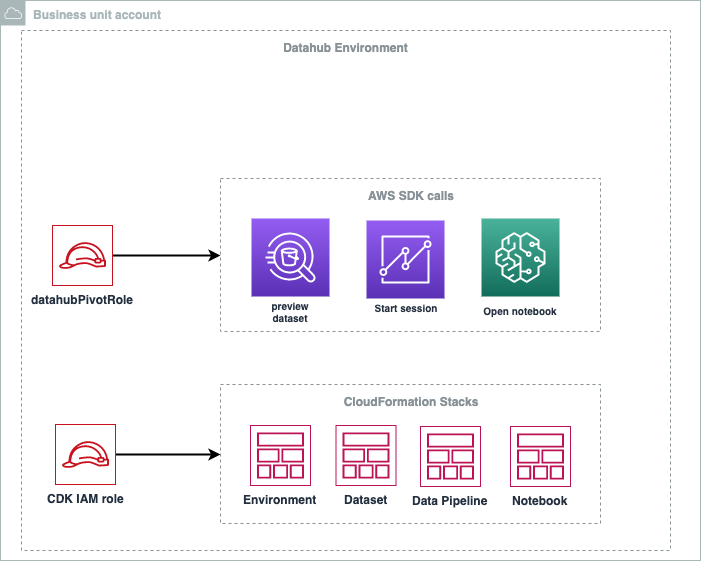 Business unit account
Datahub Environment
AWS SDK calls
datahubPivotRole
preview
dataset
Start session
Open notebook
CloudFormation Stacks
CDK IAM role
Environment
Dataset
Data Pipeline
Notebook